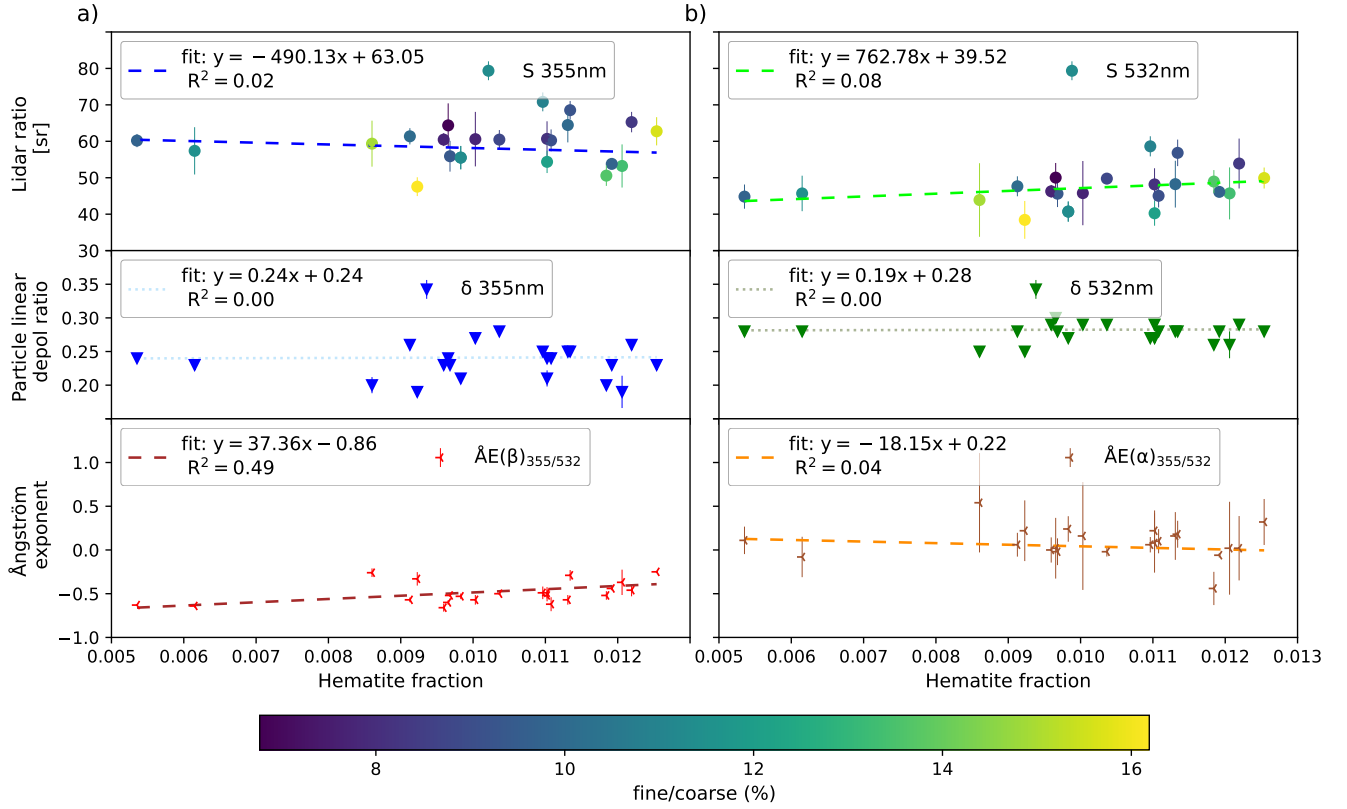 a)
b)
fit: y = −490.13x + 63.05
R² = 0.02
S 355nm
fit: y = 762.78x + 39.52
R² = 0.08
S 532nm
Lidar ratio
[sr]
80
70
60
50
40
30
fit: y = 0.24x + 0.24
R² = 0.00
δ 355nm
fit: y = 0.19x + 0.28
R² = 0.00
δ 532nm
Particle linear
depol ratio
0.35
0.30
0.25
0.20
fit: y = 37.36x − 0.86
R² = 0.49
ÅE(β)355/532
fit: y = −18.15x + 0.22
R² = 0.04
ÅE(α)355/532
Ångström
exponent
1.0
0.5
0.0
−0.5
−1.0
0.005 0.006 0.007 0.008 0.009 0.010 0.011 0.012
0.005 0.006 0.007 0.008 0.009 0.010 0.011 0.012 0.013
Hematite fraction
Hematite fraction
8 10 12 14 16
fine/coarse (%)